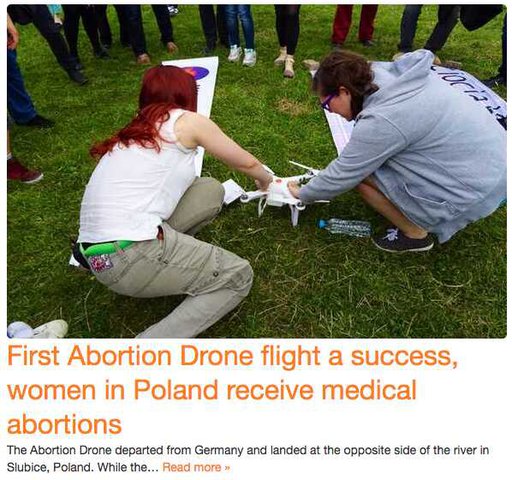 First Abortion Drone flight a success,
women in Poland receive medical
abortions
The Abortion Drone departed from Germany and landed at the opposite side of the river in
Slubice, Poland. While the… Read more »